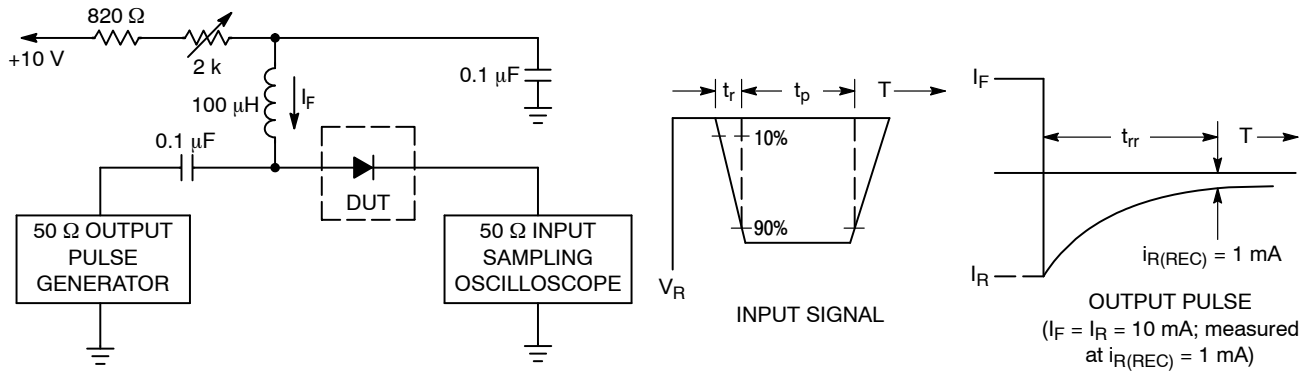 820 Ω
+10 V
2 k
100 μH
I_F
0.1 μF
0.1 μF
DUT
50 Ω OUTPUT
PULSE
GENERATOR
50 Ω INPUT
SAMPLING
OSCILLOSCOPE
t_r
t_p
T
10%
90%
V_R
INPUT SIGNAL
I_F
t_rr
T
I_R
i_R(REC) = 1 mA
OUTPUT PULSE
(I_F = I_R = 10 mA; measured
at i_R(REC) = 1 mA)